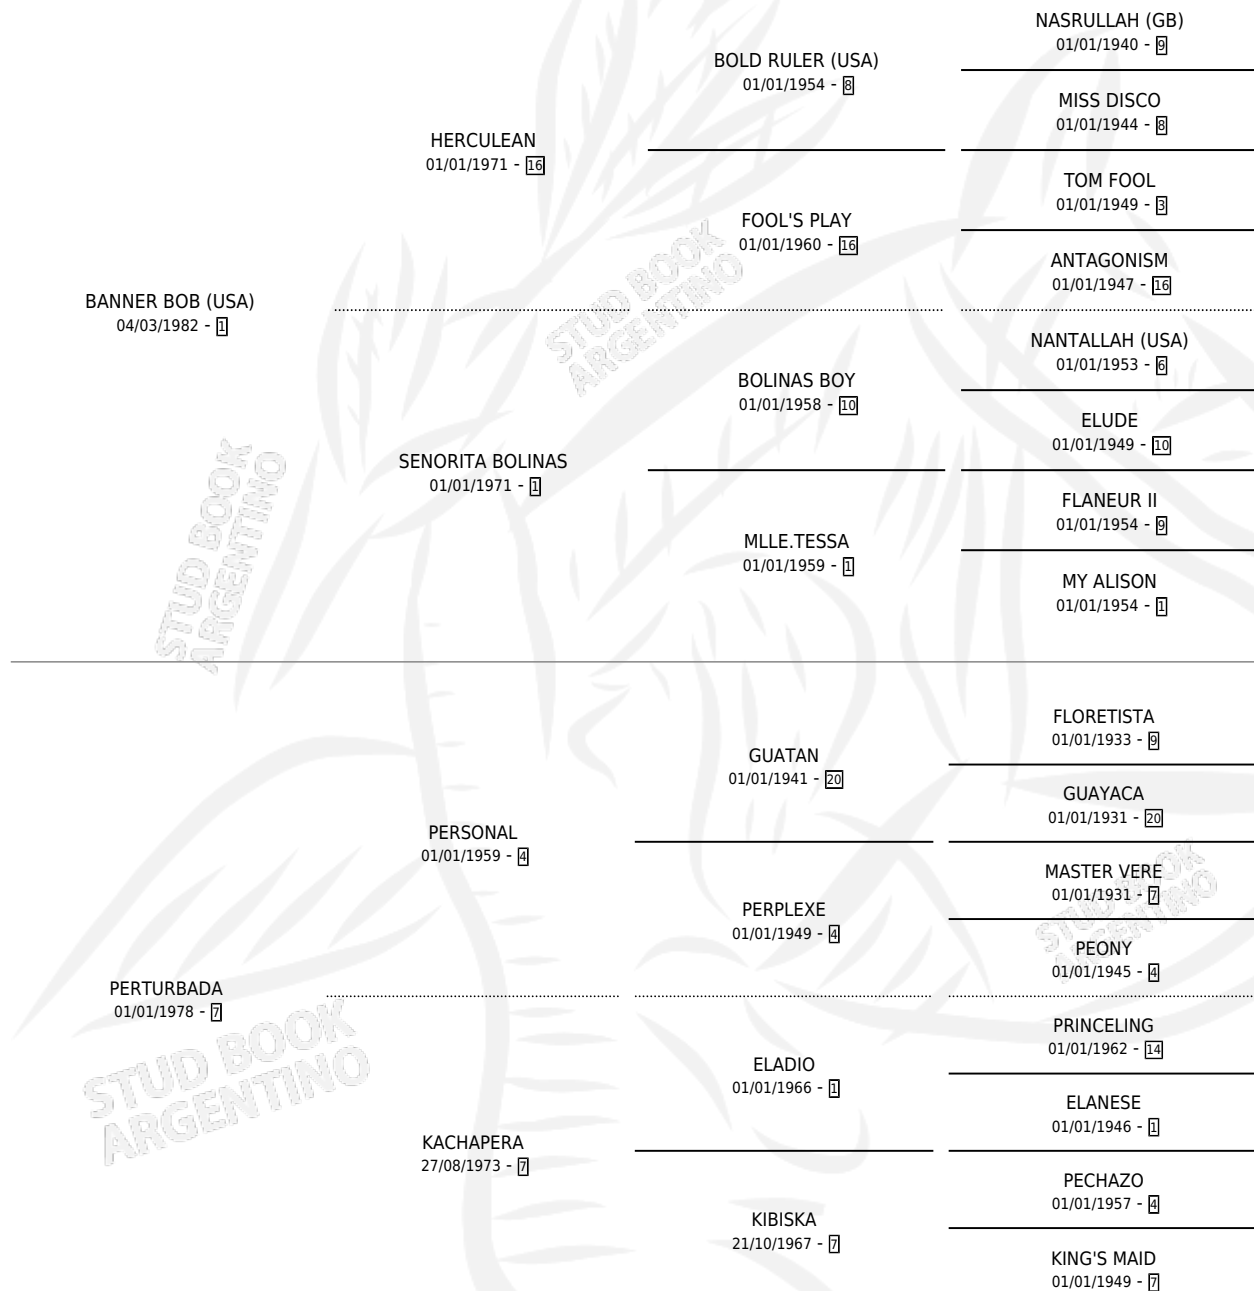 NASRULLAH (GB)
01/01/1940 - 9
BOLD RULER (USA)
01/01/1954 - 8
MISS DISCO
01/01/1944 - 8
HERCULEAN
01/01/1971 - 16
TOM FOOL
01/01/1949 - 3
FOOL'S PLAY
01/01/1960 - 16
ANTAGONISM
01/01/1947 - 16
BANNER BOB (USA)
04/03/1982 - 1
STUD BOOK
ARGENTINO
NANTALLAH (USA)
01/01/1953 - 6
BOLINAS BOY
01/01/1958 - 10
ELUDE
01/01/1949 - 10
SENORITA BOLINAS
01/01/1971 - 1
FLANEUR II
01/01/1954 - 9
MLLE.TESSA
01/01/1959 - 1
MY ALISON
01/01/1954 - 1
STUD BOOK
ARGENTINO
FLORETISTA
01/01/1933 - 9
GUATAN
01/01/1941 - 20
GUAYACA
01/01/1931 - 20
PERSONAL
01/01/1959 - 4
MASTER VERE
01/01/1931 - 7
PERPLEXE
01/01/1949 - 4
STUD BOOK
ARGENTINO
PEONY
01/01/1945 - 4
PERTURBADA
01/01/1978 - 7
PRINCELING
01/01/1962 - 14
ELADIO
01/01/1966 - 1
STUD BOOK
ARGENTINO
ELANESE
01/01/1946 - 1
KACHAPERA
27/08/1973 - 7
PECHAZO
01/01/1957 - 4
KIBISKA
21/10/1967 - 7
KING'S MAID
01/01/1949 - 7